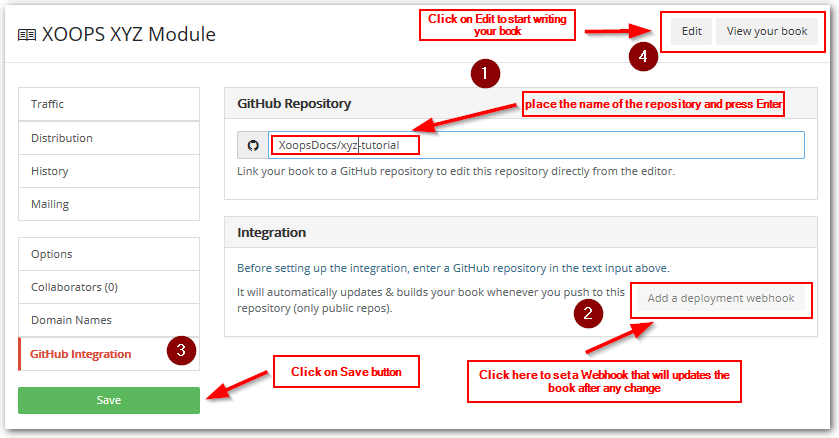 XOOPS XYZ Module
Click on Edit to start writing
your book
Edit
View your book
4
1
Traffic
Distribution
History
Mailing
Options
Collaborators (0)
Domain Names
GitHub Integration
3
Save
Click on Save button
GitHub Repository
place the name of the repository and press Enter
XoopsDocs/xyz-tutorial
Link your book to a GitHub repository to edit this repository directly from the editor.
Integration
Before setting up the integration, enter a GitHub repository in the text input above.
It will automatically updates & builds your book whenever you push to this
repository (only public repos).
2
Add a deployment webhook
Click here to set a Webhook that will updates the
book after any change